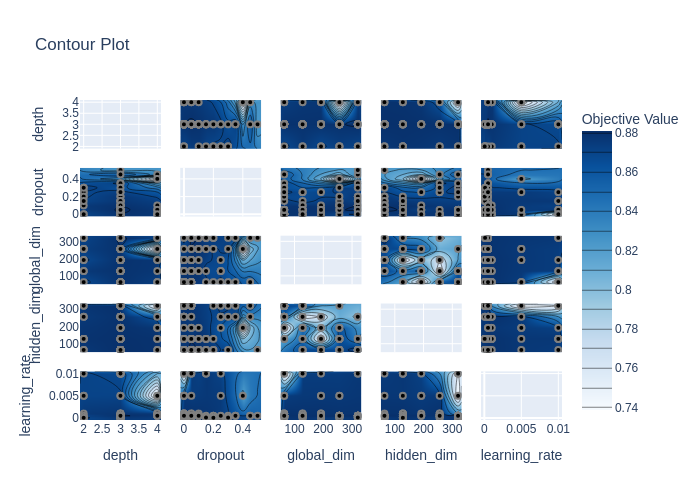 Contour Plot
Objective Value
depth
4
3.5
3
2.5
2
0.88
0.86
0.84
0.82
0.8
0.78
0.76
0.74
dropout
0.4
0.2
0
global_dim
300
200
100
hidden_dim
300
200
100
learning_rate
0.01
0.005
0
2 2.5 3 3.5 4
0 0.2 0.4
100 200 300
100 200 300
0 0.005 0.01
depth dropout global_dim hidden_dim learning_rate